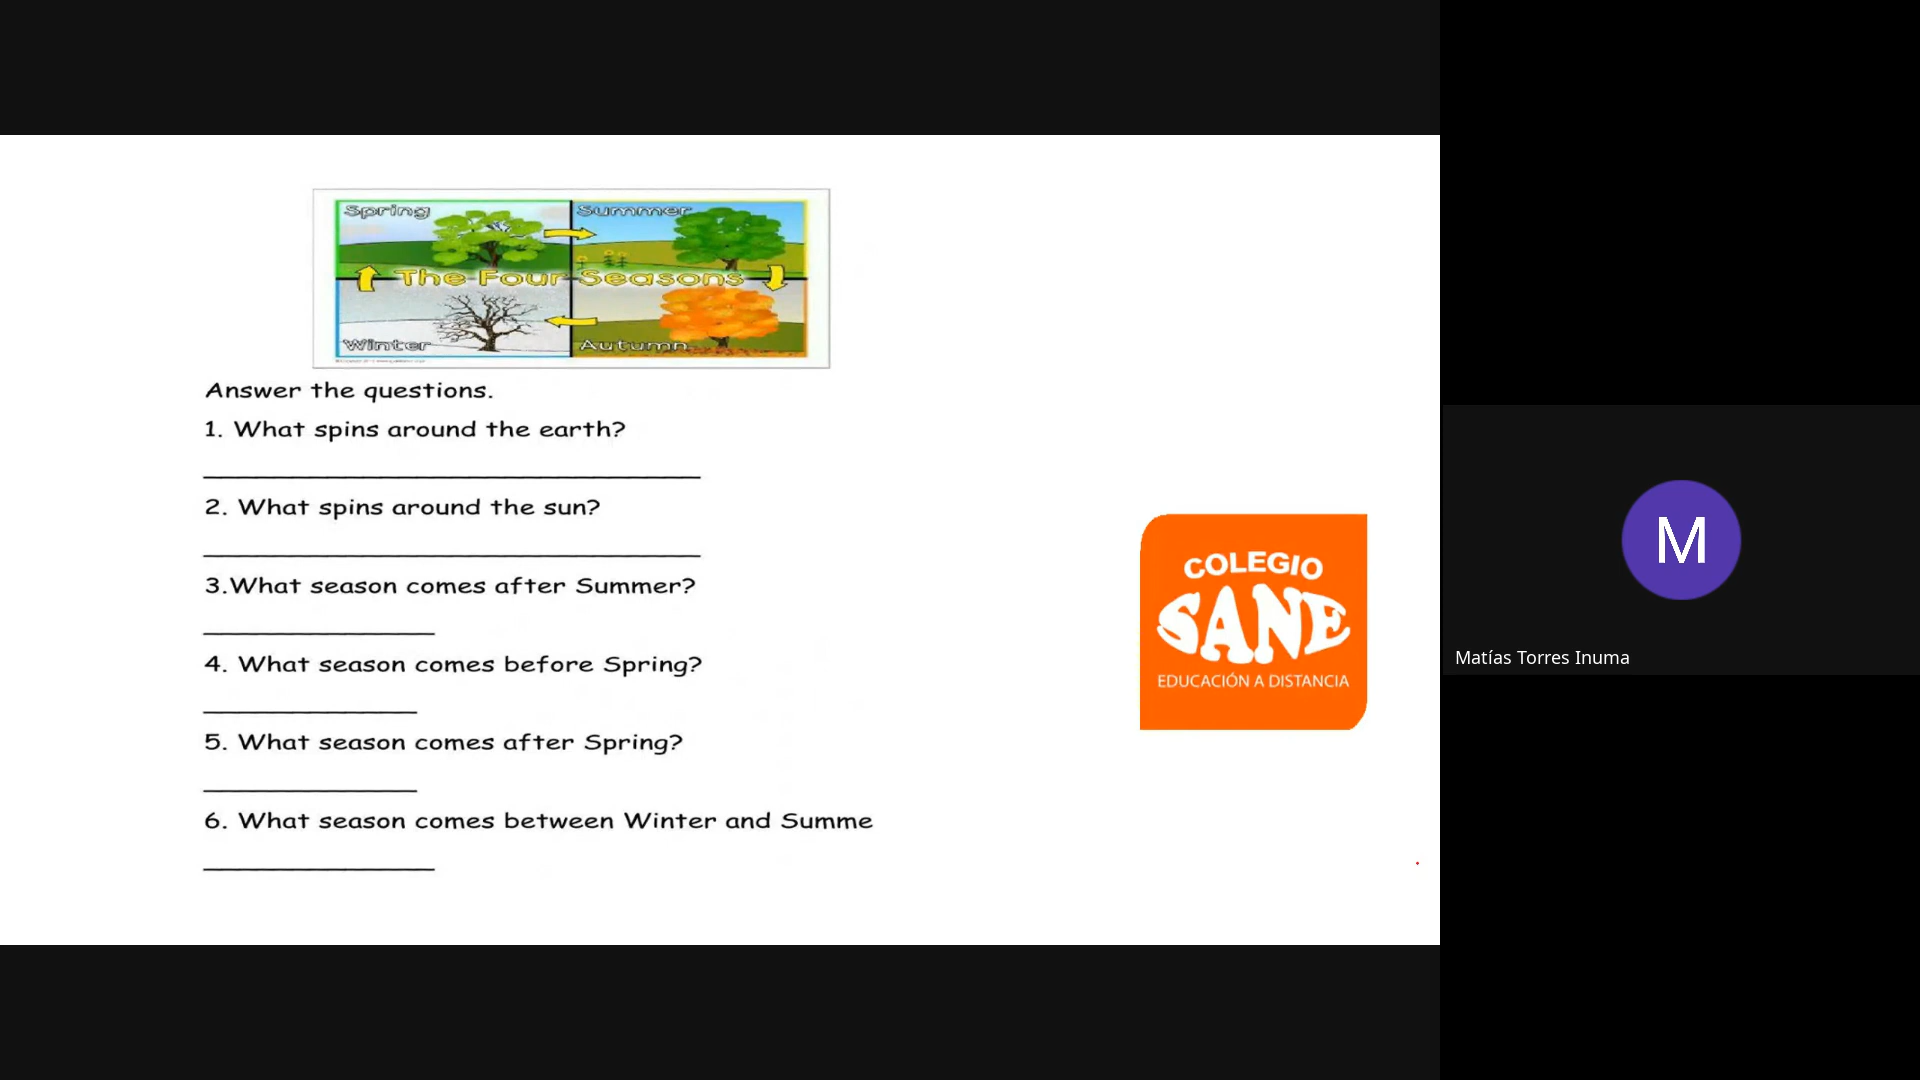 Spring
Summer
The Four Seasons
Winter
Autumn
Answer the questions.
1. What spins around the earth?
2. What spins around the sun?
3.What season comes after Summer?
4. What season comes before Spring?
5. What season comes after Spring?
6. What season comes between Winter and Summe
COLEGIO
SANE
EDUCACIÓN A DISTANCIA
M
Matías Torres Inuma